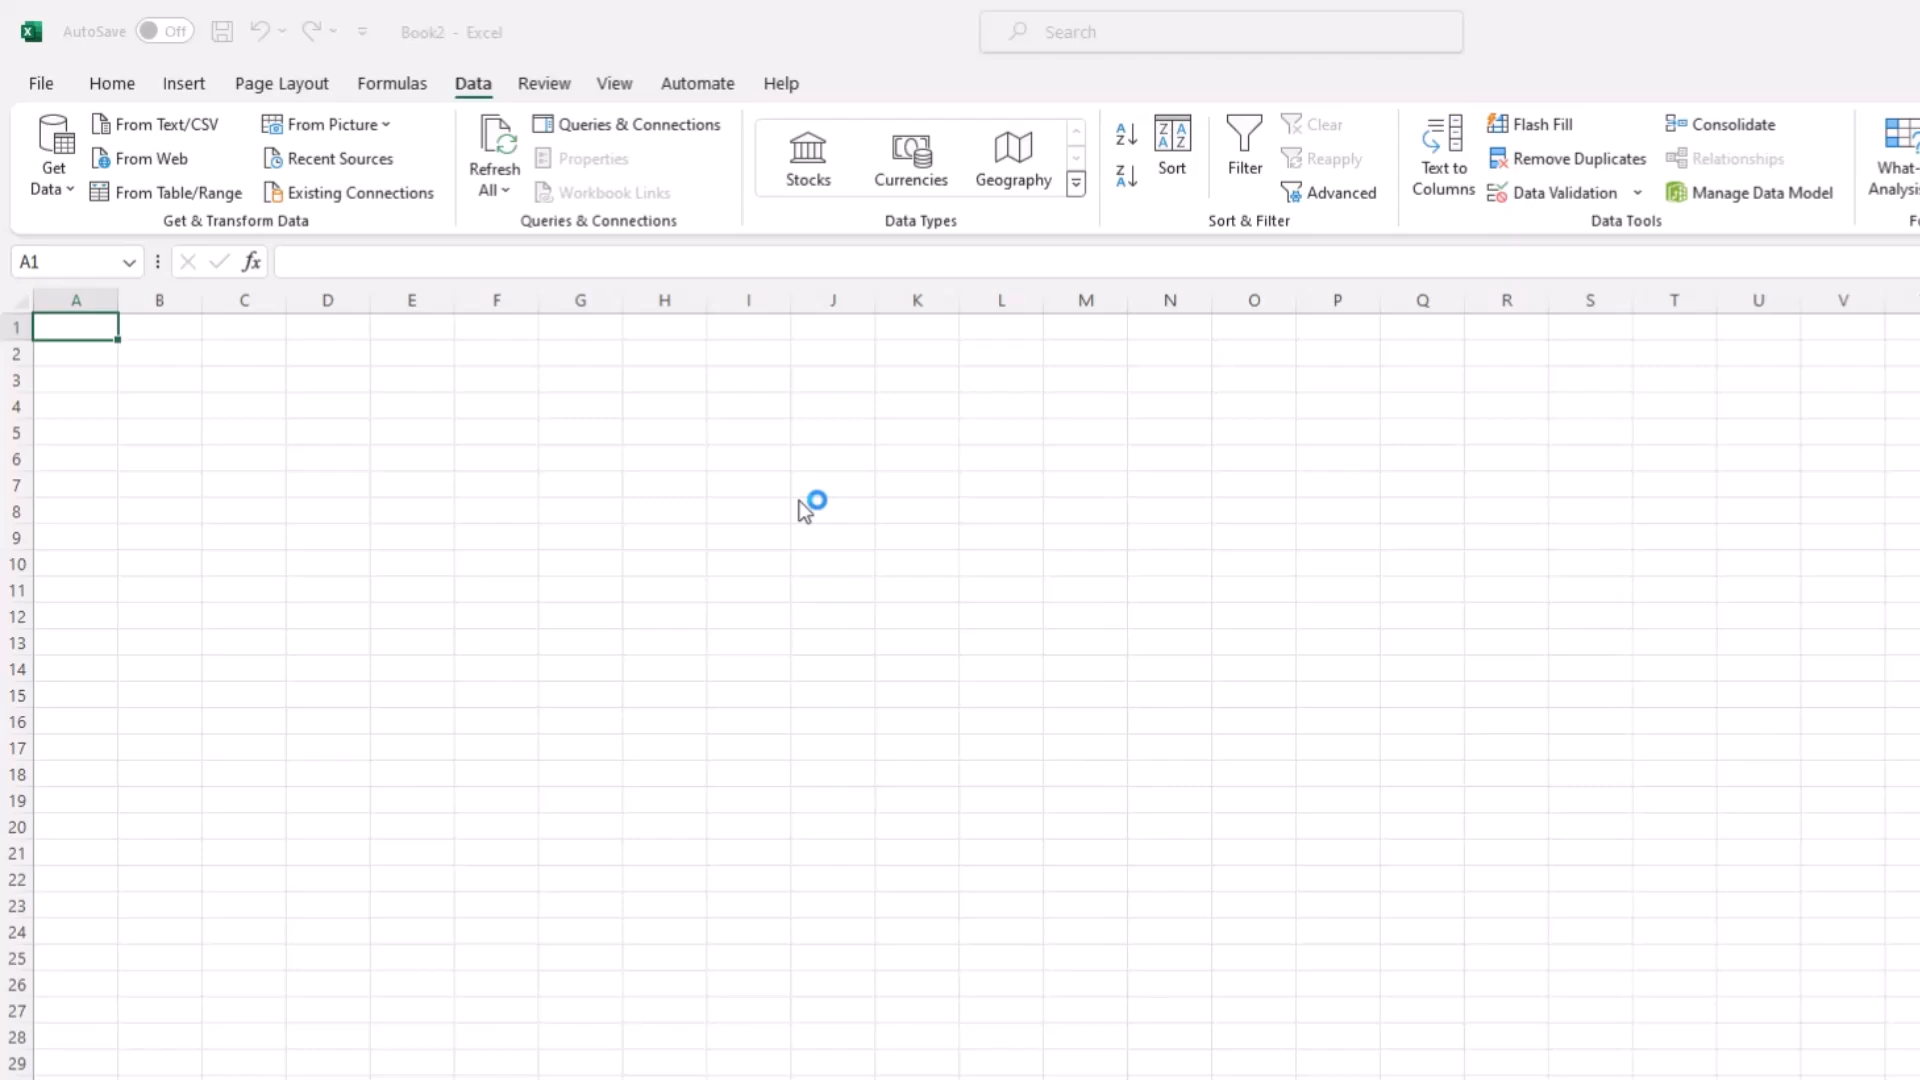 AutoSave Off Book2 - Excel Search
File Home Insert Page Layout Formulas Data Review View Automate Help
Get Data
From Text/CSV
From Web
From Table/Range
From Picture
Recent Sources
Existing Connections
Get & Transform Data
Refresh All
Queries & Connections
Properties
Workbook Links
Queries & Connections
Stocks
Currencies
Geography
Data Types
A Z
Z A
Z A A Z
Sort
Filter
Clear
Reapply
Advanced
Sort & Filter
Text to Columns
Flash Fill
Remove Duplicates
Data Validation
Consolidate
Relationships
Manage Data Model
Data Tools
What-
Analysis
A1 fx
A B C D E F G H I J K L M N O P Q R S T U V
1
2
3
4
5
6
7
8
9
10
11
12
13
14
15
16
17
18
19
20
21
22
23
24
25
26
27
28
29